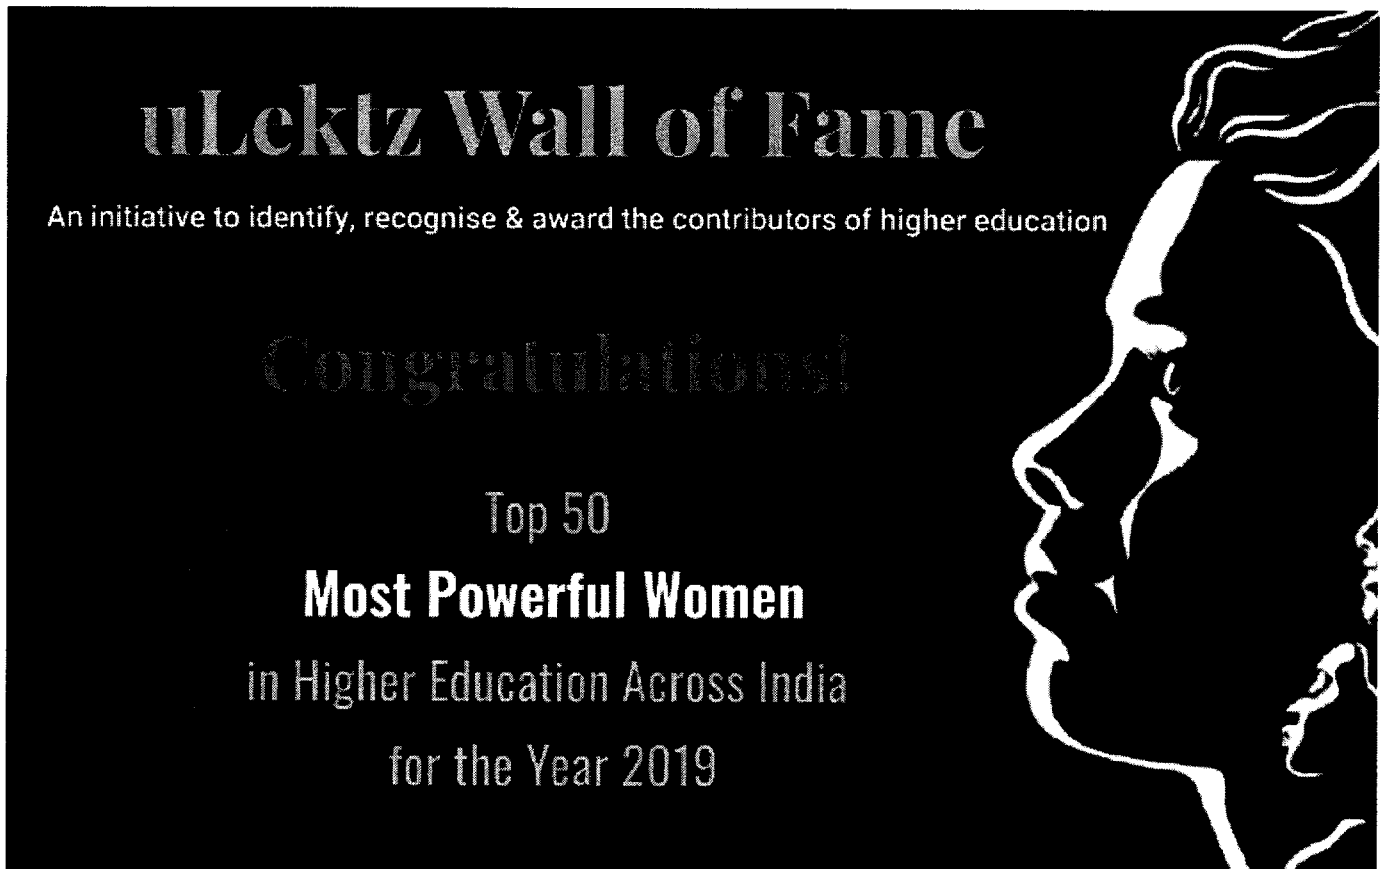 uLektz Wall of Fame
An initiative to identify, recognise & award the contributors of higher education
Congratulations!
Top 50
Most Powerful Women
in Higher Education Across India
for the Year 2019